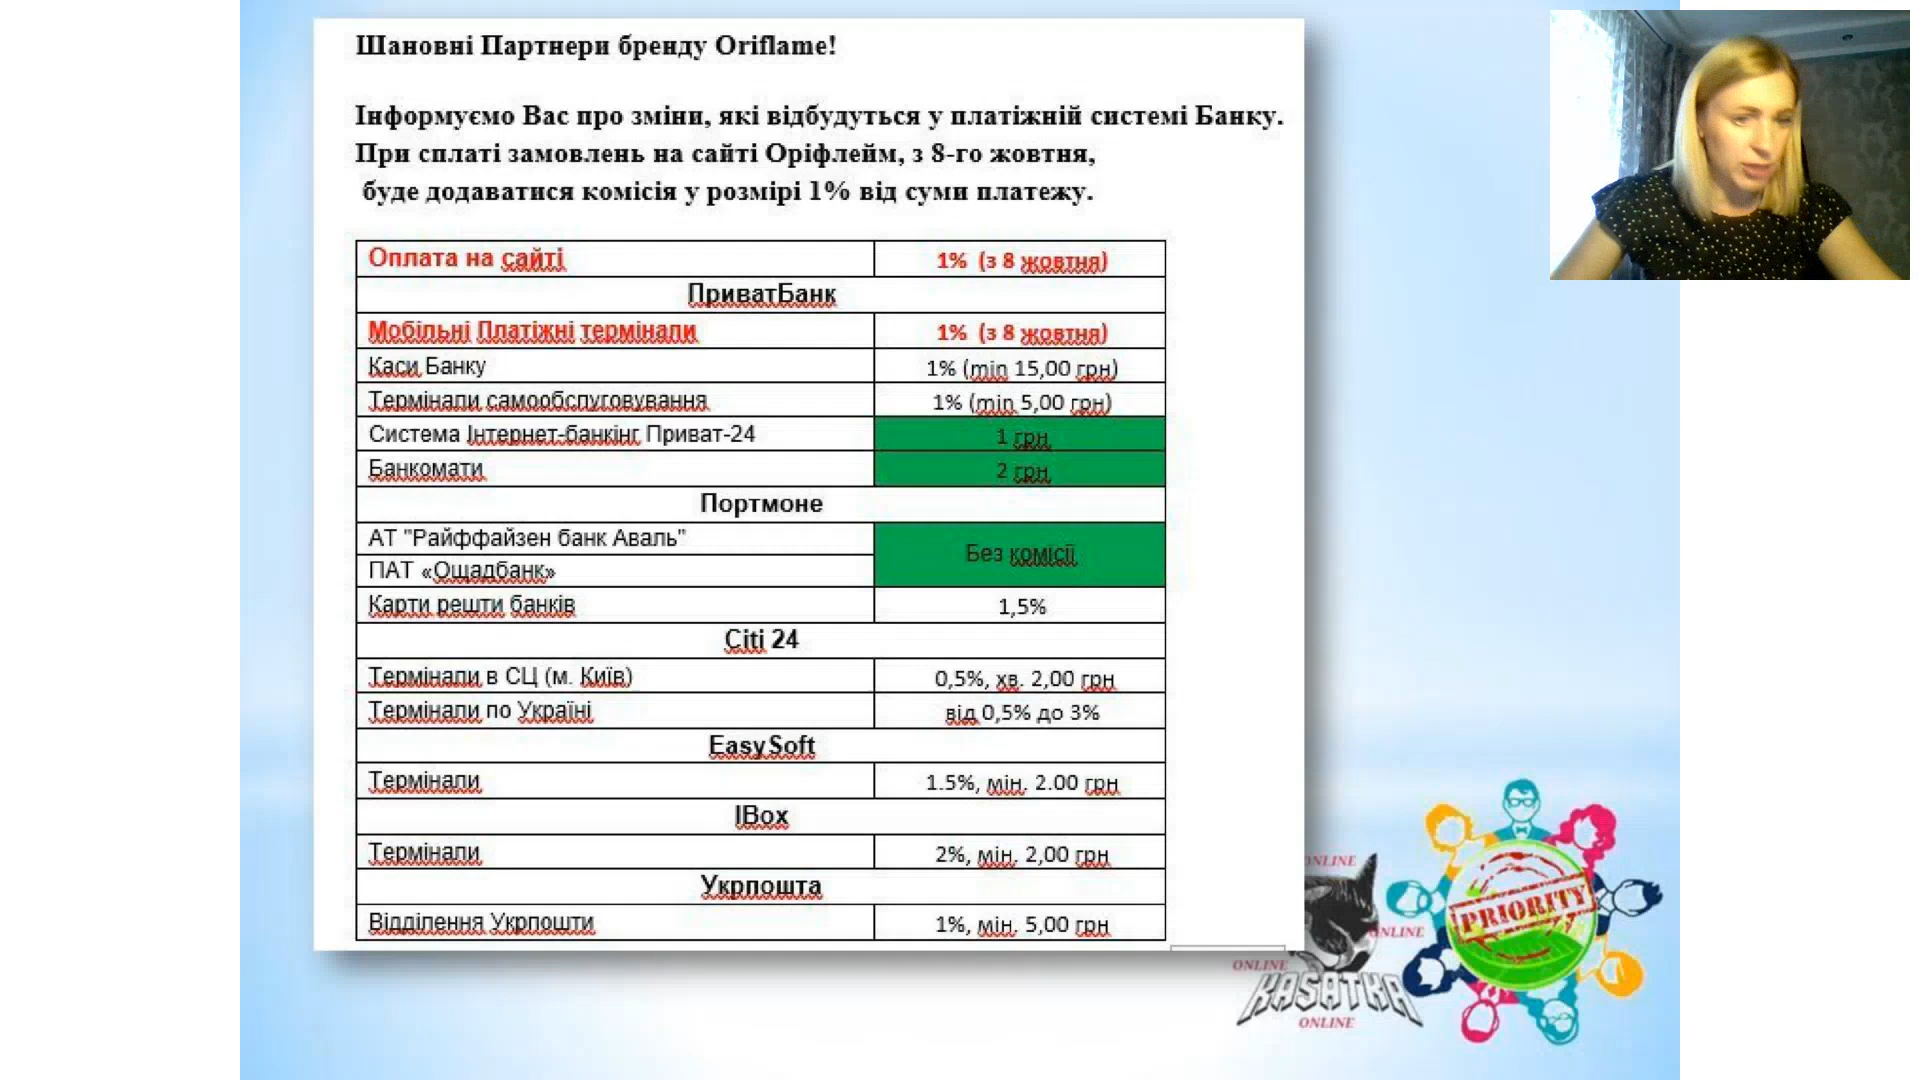 Шановні Партнери бренду Oriflame!
Інформуємо Вас про зміни, які відбудуться у платіжній системі Банку.
При сплаті замовлень на сайті Оріфлейм, з 8-го жовтня,
буде додаватися комісія у розмірі 1% від суми платежу.
Оплата на сайті 1% (з 8 жовтня)
ПриватБанк
Мобільні Платіжні термінали 1% (з 8 жовтня)
Каси Банку 1% (min 15,00 грн)
Термінали самообслуговування 1% (min 5,00 грн)
Система Інтернет-банкінг Приват-24 1 грн
Банкомати 2 грн
Портмоне
АТ "Райффайзен банк Аваль" Без комісії
ПАТ «Ощадбанк»
Карти решти банків 1,5%
Citi 24
Термінали в СЦ (м. Київ) 0,5%, хв. 2,00 грн
Термінали по Україні від 0,5% до 3%
EasySoft
Термінали 1.5%, мін. 2.00 грн
IBox
Термінали 2%, мін. 2,00 грн
Укрпошта
Відділення Укрпошти 1%, мін. 5,00 грн
ONLINE
ONLINE
KASATKA
ONLINE
PRIORITY